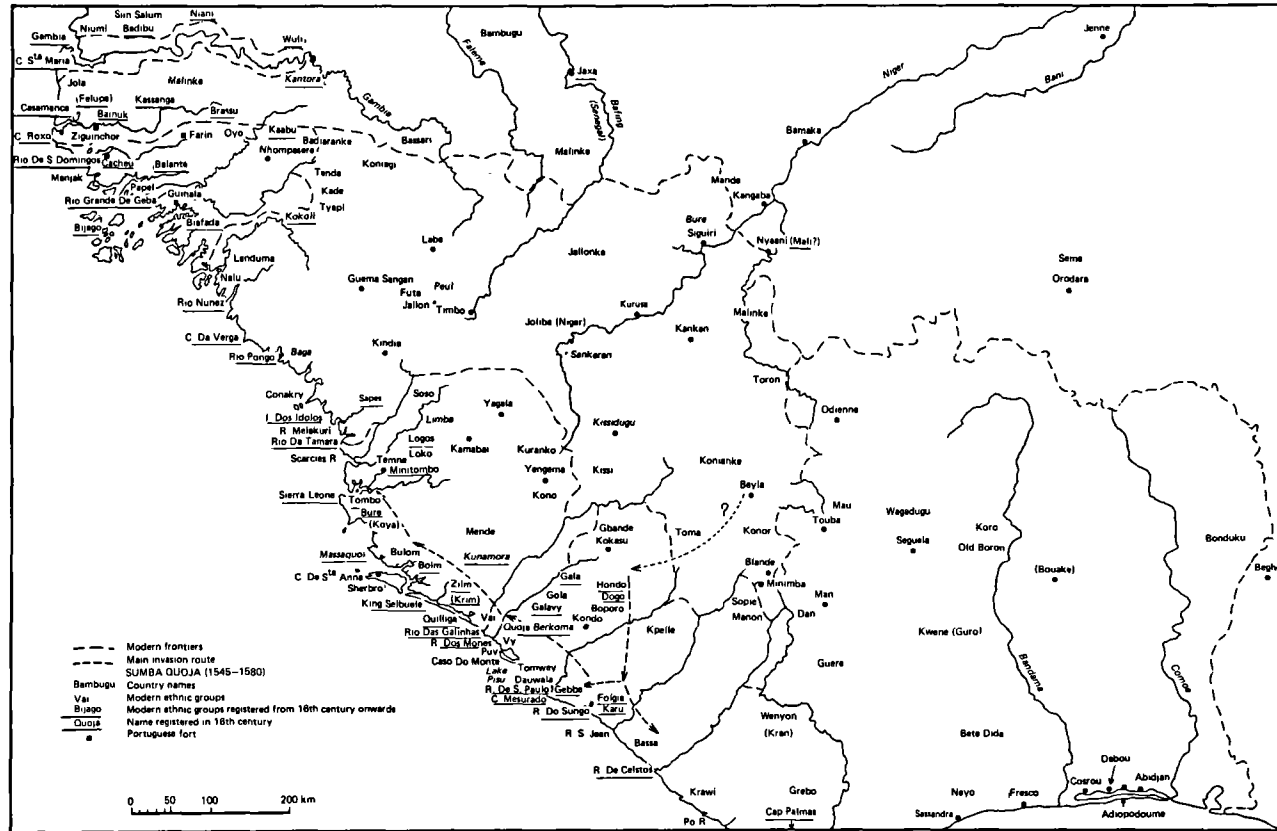 Siin Salum
Niumi
Badibu
Niani
Gambia
Wuli
C Sta Maria
Jola
Malinke
Kantora
Gambia
Bambugu
Faleme
Jaxa
Bafing
(Senegal)
Niger
Bani
Jenne
Casamance
(Felupe)
Bainuk
Kassanga
Brassu
C Roxo
Ziguinchor
Farin
Oyo
Kaabu
Badiaranke
Bassari
Malinke
Bamako
Rio De S Domingos
Cacheu
Balante
Nhompasere
Koniagi
Manjak
Papel
Tenda
Kade
Tyapi
Mande
Kangaba
Rio Grande De Geba
Guinala
Bijago
Biafada
Kokoli
Bure
Siguiri
Nyaani (Mali?)
Labe
Jallonke
Landuma
Nalu
Rio Nunez
Guema Sangan
Futa
Jallon
Peul
Timbo
Sema
Orodara
Kurusa
Malinke
C Da Verga
Joliba (Niger)
Kankan
Rio Pongo
Baga
Kindia
Sankaran
Toron
Conakry
I Dos Idolos
Sapes
Soso
Limba
Yagala
Odienne
R Melakuri
Rio Da Tamara
Scarcies R
Logos
Loko
Kamabai
Kuranko
Kissidugu
Temne
Minitombo
Yengema
Kono
Kissi
Konianke
Beyla
Sierra Leone
Tombo
Bure
(Koya)
Mende
Kunamora
Gbande
Kokasu
Toma
?
Konor
Mau
Touba
Wagadugu
Seguela
Koro
Old Boron
(Bouake)
Bonduku
Begho
Massaquoi
Bulom
Boim
C De Sta Anna
Sherbro
Zilm
(Krim)
Gala
Gola
Galavy
Hondo
Dogo
Boporo
Blande
Minimba
Sopie
Manon
Dan
Man
King Selbuele
Quilliga
Vai
Quoja Berkoma
Kondo
Kpelle
Kwene (Guro)
Rio Das Galinhas
R Dos Mones
Vy
Puv
Caso Do Monte
Lake
Pisu
Tomwey
Dauwala
Guere
Bandama
Comoe
R. De S. Paulo
Gebbe
C Mesurado
Folgia
Karu
R Do Sungo
R S Jean
Bassa
Wenyon
(Kran)
Bete Dida
R De Celstos
Krawi
Grebo
Po R
Cap Palmas
Neyo
Sassandra
Fresco
Dabou
Cosrou
Abidjan
Adiopodoume
Modern frontiers
Main invasion route
SUMBA QUOJA (1545–1580)
Bambugu Country names
Vai Modern ethnic groups
Bijago Modern ethnic groups registered from 16th century onwards
Quoja Name registered in 16th century
Portuguese fort
0 50 100 200 km